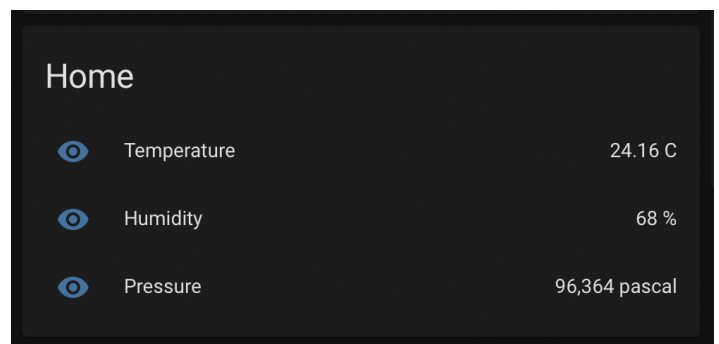 Home
Temperature 24.16 C
Humidity 68 %
Pressure 96,364 pascal